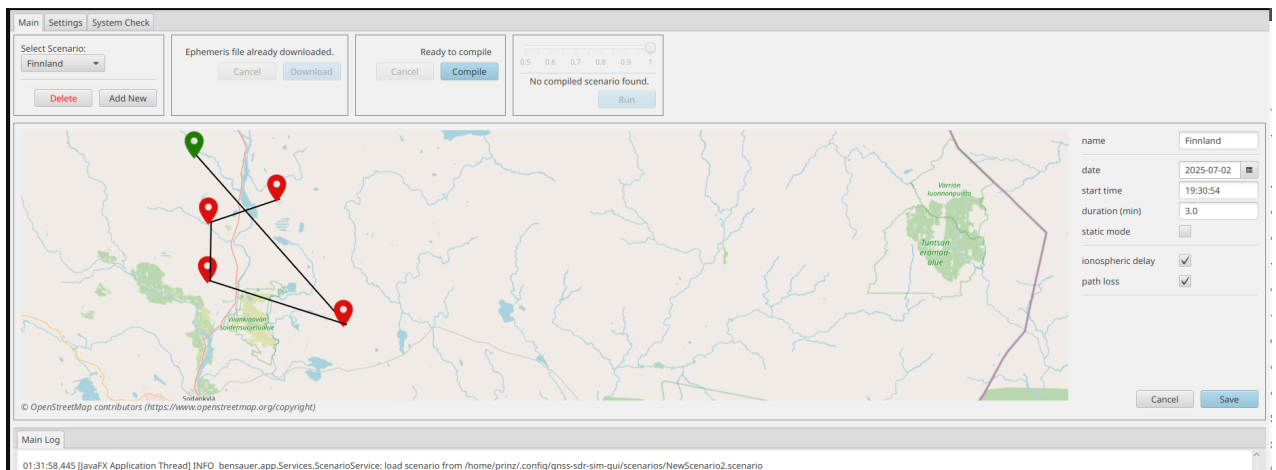 Main Settings System Check
Select Scenario:
Finnland
Delete Add New
Ephemeris file already downloaded.
Cancel Download
Ready to compile
Cancel Compile
0.5 0.6 0.7 0.8 0.9 1
No compiled scenario found.
Run
Värriön
luonnonpuisto
Tuntsan
erämaa-
alue
Viiankiaavan
soidensuojelualue
Sodankylä
© OpenStreetMap contributors (https://www.openstreetmap.org/copyright)
name Finnland
date 2025-07-02
start time 19:30:54
duration (min) 3.0
static mode
ionospheric delay
path loss
Cancel Save
Main Log
01:31:58.445 [JavaFX Application Thread] INFO bensauer.app.Services.ScenarioService: load scenario from /home/prinz/.config/gnss-sdr-sim-gui/scenarios/NewScenario2.scenario